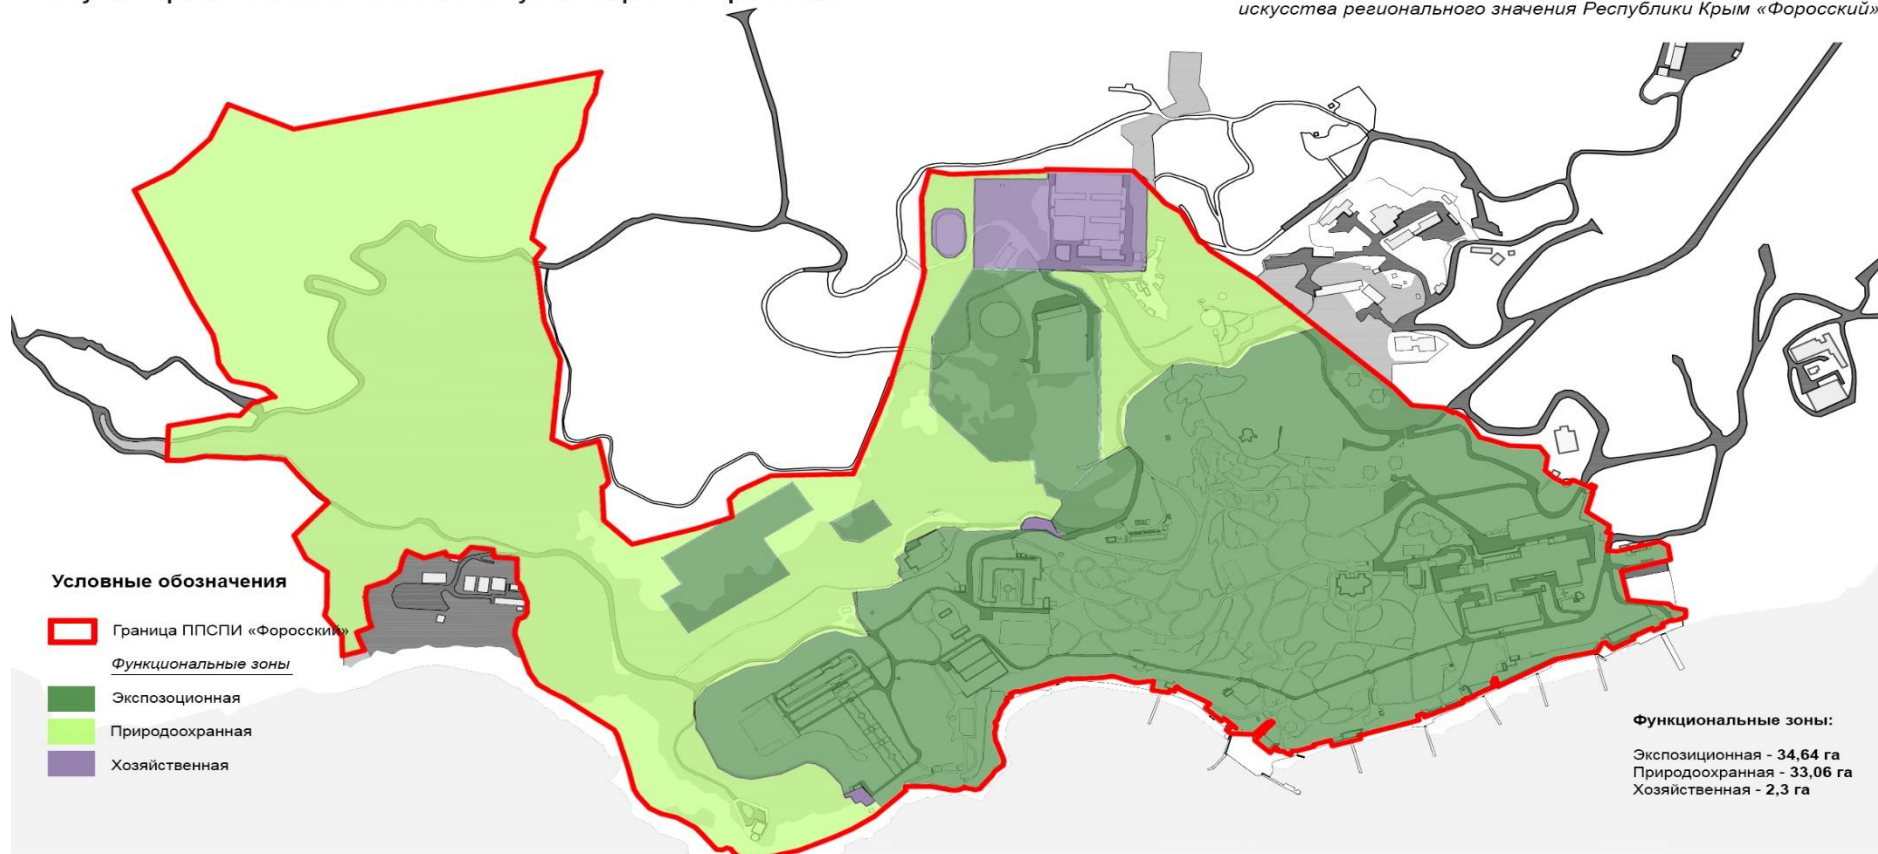 искусства регионального значения Республики Крым «Форосский»
Условные обозначения
Граница ППСПИ «Форосский»
Функциональные зоны
Экспозоционная
Природоохранная
Хозяйственная
Функциональные зоны:
Экспозиционная - 34,64 га
Природоохранная - 33,06 га
Хозяйственная - 2,3 га